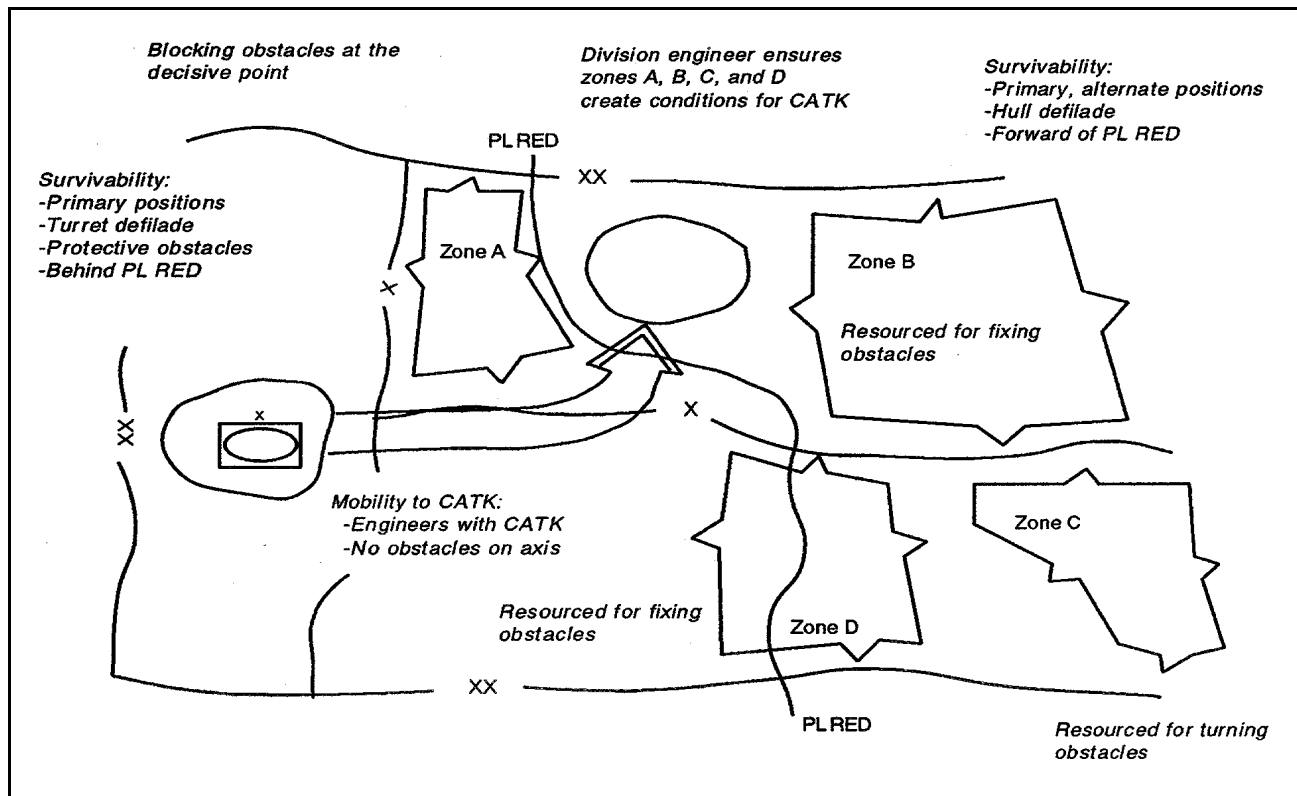 Blocking obstacles at the
decisive point
Division engineer ensures
zones A, B, C, and D
create conditions for CATK
Survivability:
-Primary, alternate positions
-Hull defilade
-Forward of PL RED
PL RED
XX
Survivability:
-Primary positions
-Turret defilade
-Protective obstacles
-Behind PL RED
Zone A
Zone B
X
Resourced for fixing
obstacles
XX
x
X
Mobility to CATK:
-Engineers with CATK
-No obstacles on axis
Zone C
Resourced for fixing
obstacles
Zone D
XX
PL RED
Resourced for turning
obstacles